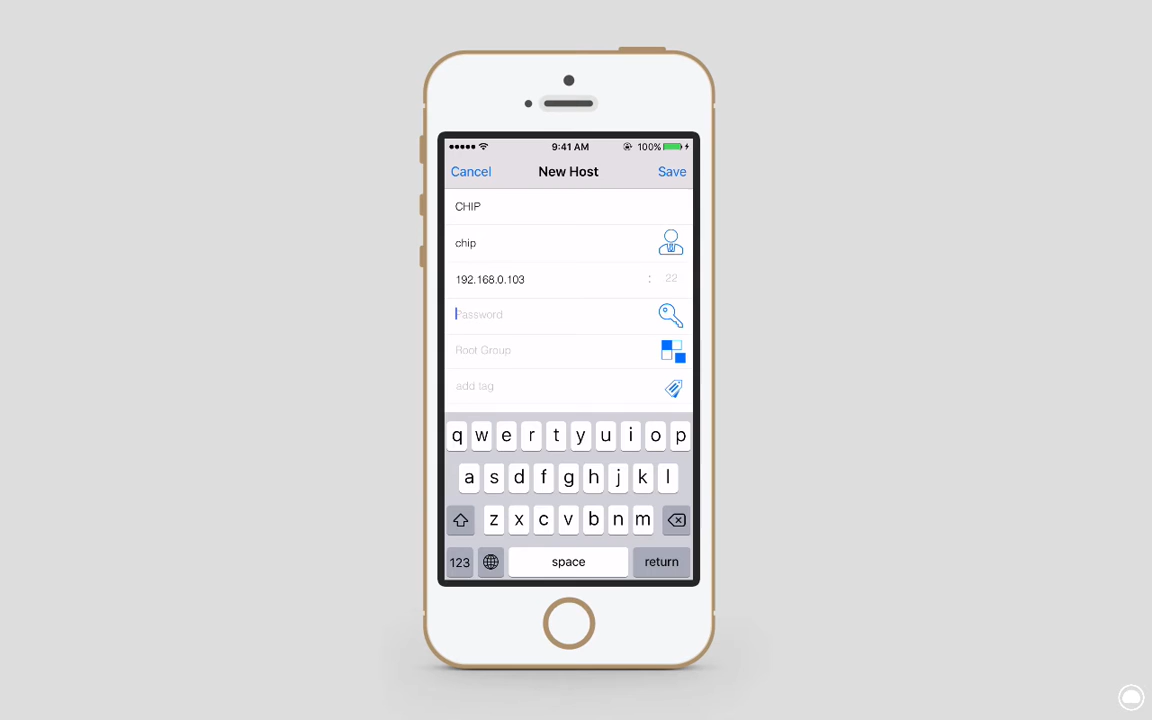 9:41 AM 100%
Cancel New Host Save
CHIP
chip
192.168.0.103 : 22
Password
Root Group
add tag
q w e r t y u i o p
a s d f g h j k l
z x c v b n m
123 space return